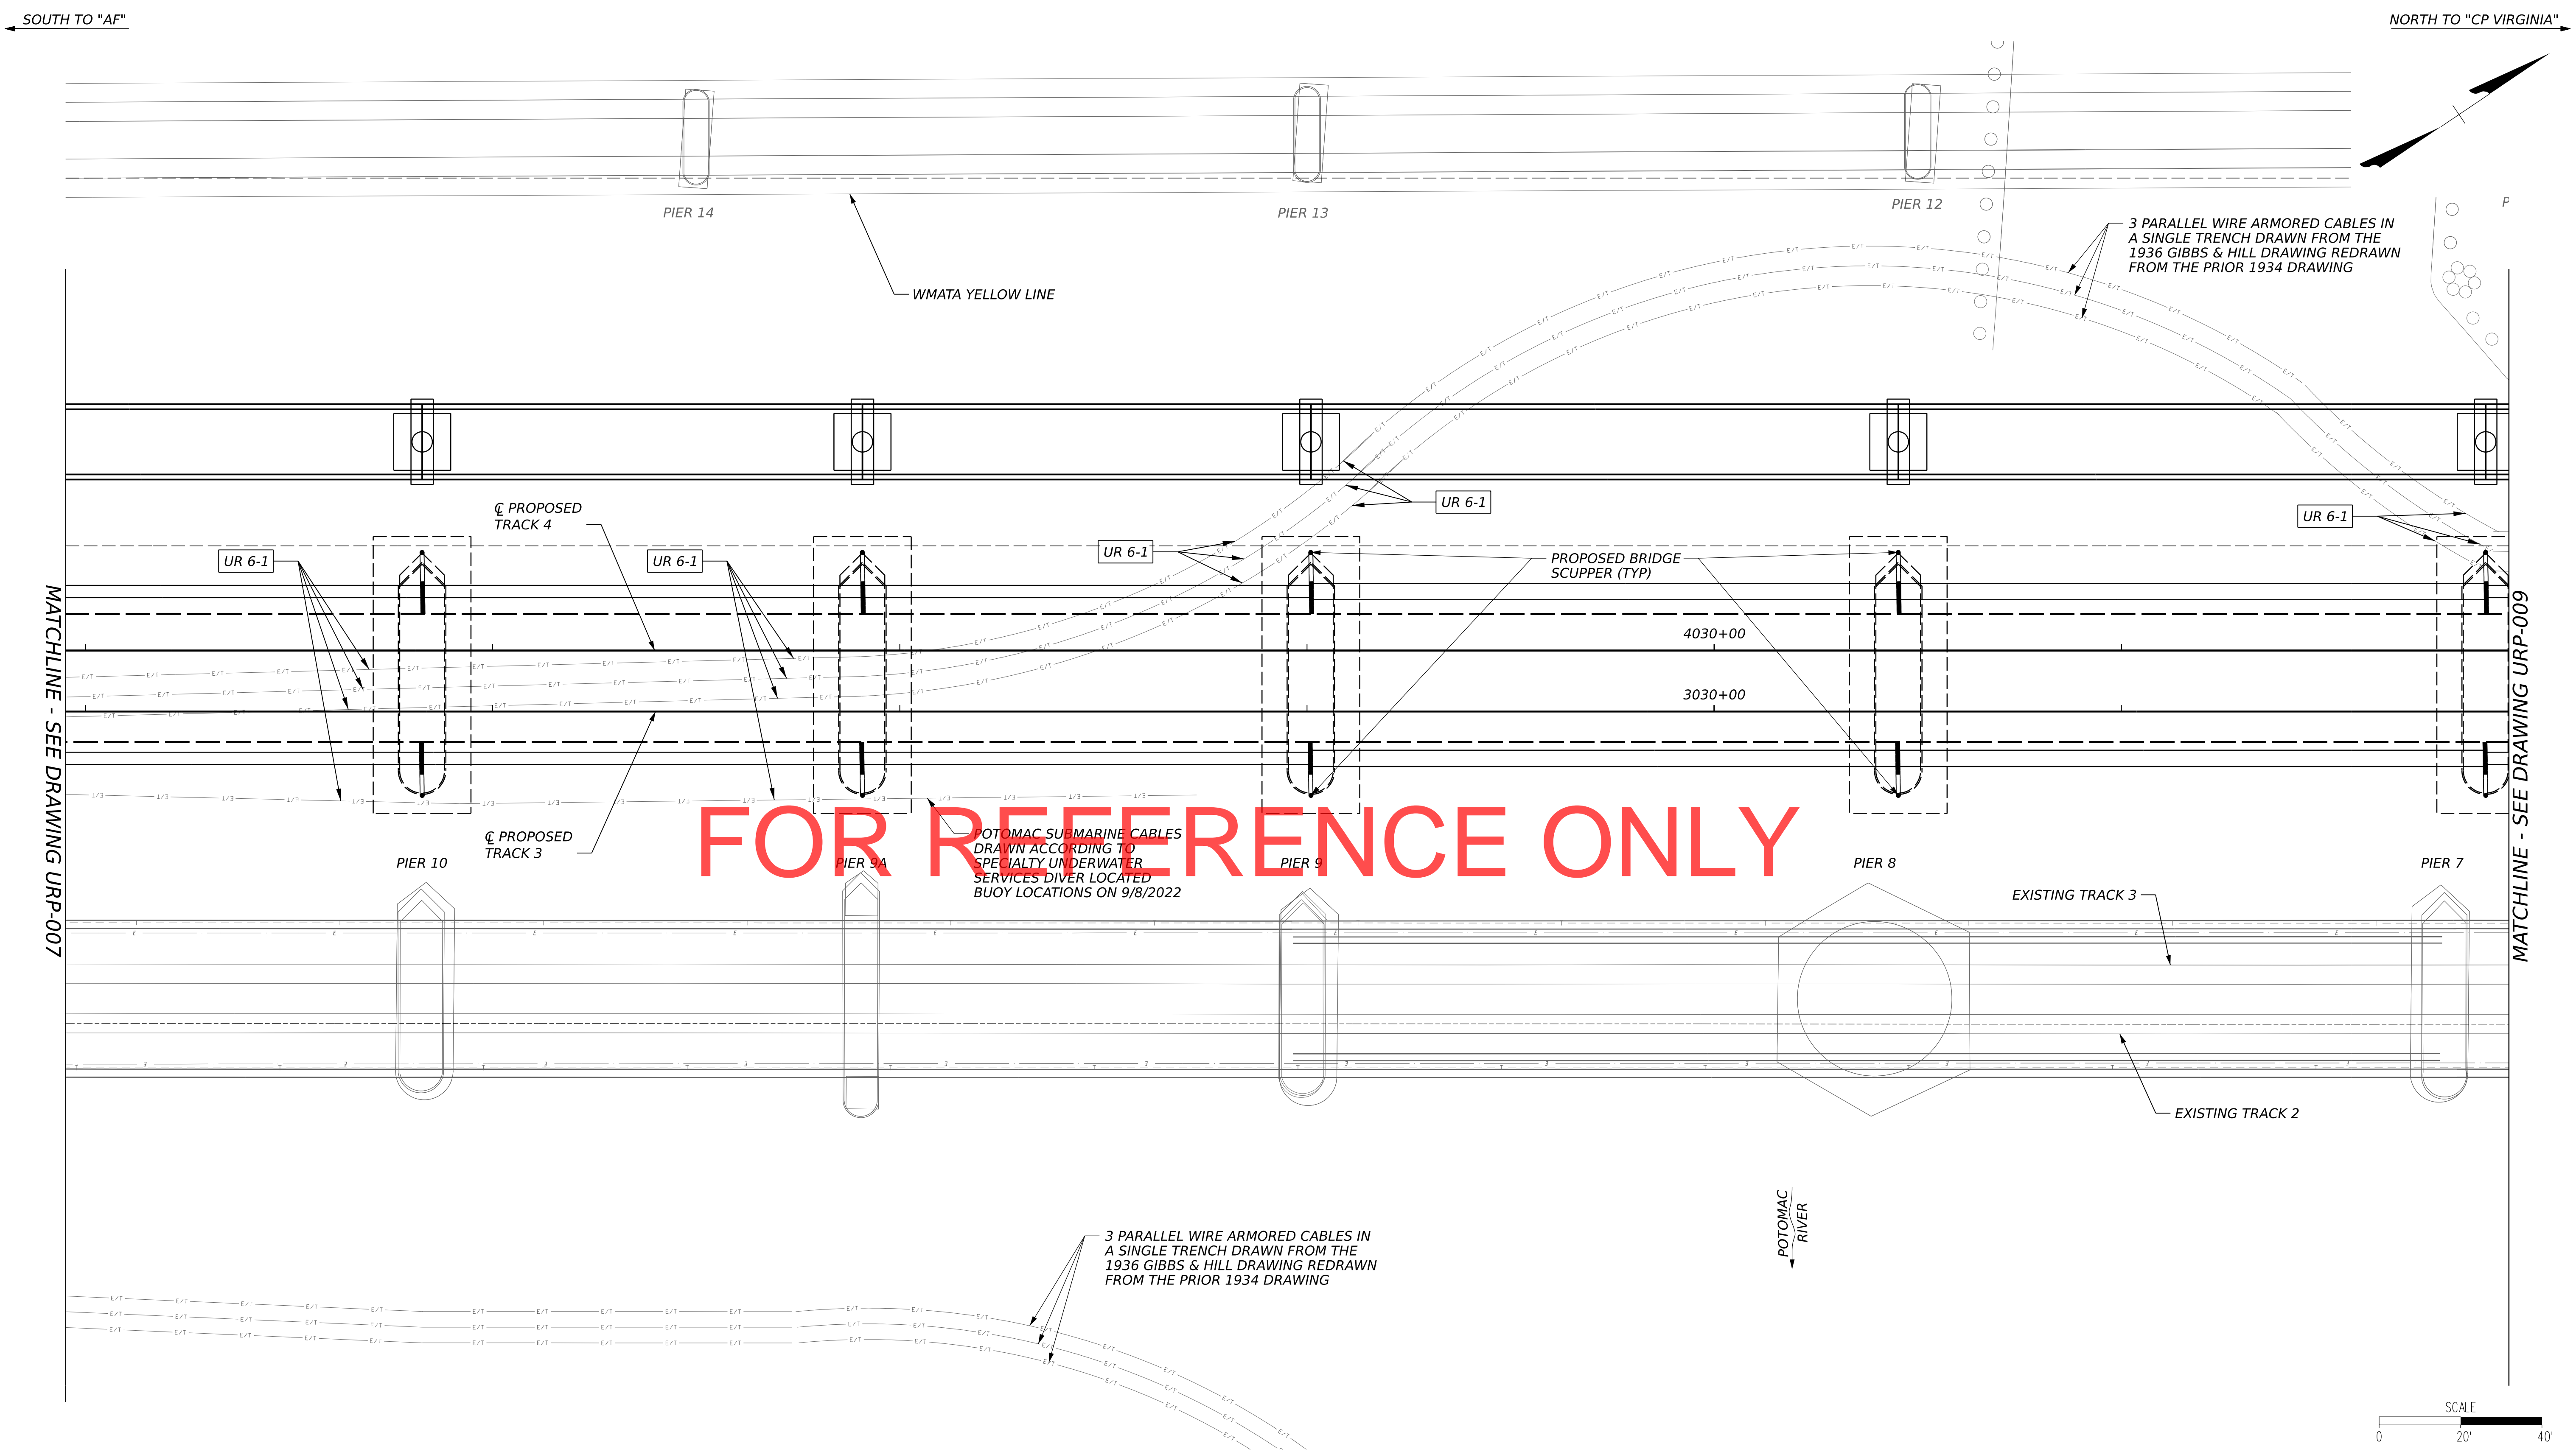 SOUTH TO "AF"
NORTH TO "CP VIRGINIA"
PIER 14
PIER 13
PIER 12
P
3 PARALLEL WIRE ARMORED CABLES IN
A SINGLE TRENCH DRAWN FROM THE
1936 GIBBS & HILL DRAWING REDRAWN
FROM THE PRIOR 1934 DRAWING
WMATA YELLOW LINE
UR 6-1
UR 6-1
℄ PROPOSED
TRACK 4
UR 6-1
UR 6-1
UR 6-1
PROPOSED BRIDGE
SCUPPER (TYP)
MATCHLINE - SEE DRAWING URP-007
MATCHLINE - SEE DRAWING URP-009
4030+00
3030+00
℄ PROPOSED
TRACK 3
FOR REFERENCE ONLY
POTOMAC SUBMARINE CABLES
DRAWN ACCORDING TO
SPECIALTY UNDERWATER
SERVICES DIVER LOCATED
BUOY LOCATIONS ON 9/8/2022
PIER 10
PIER 9A
PIER 9
PIER 8
PIER 7
EXISTING TRACK 3
EXISTING TRACK 2
POTOMAC
RIVER
3 PARALLEL WIRE ARMORED CABLES IN
A SINGLE TRENCH DRAWN FROM THE
1936 GIBBS & HILL DRAWING REDRAWN
FROM THE PRIOR 1934 DRAWING
SCALE
0 20' 40'